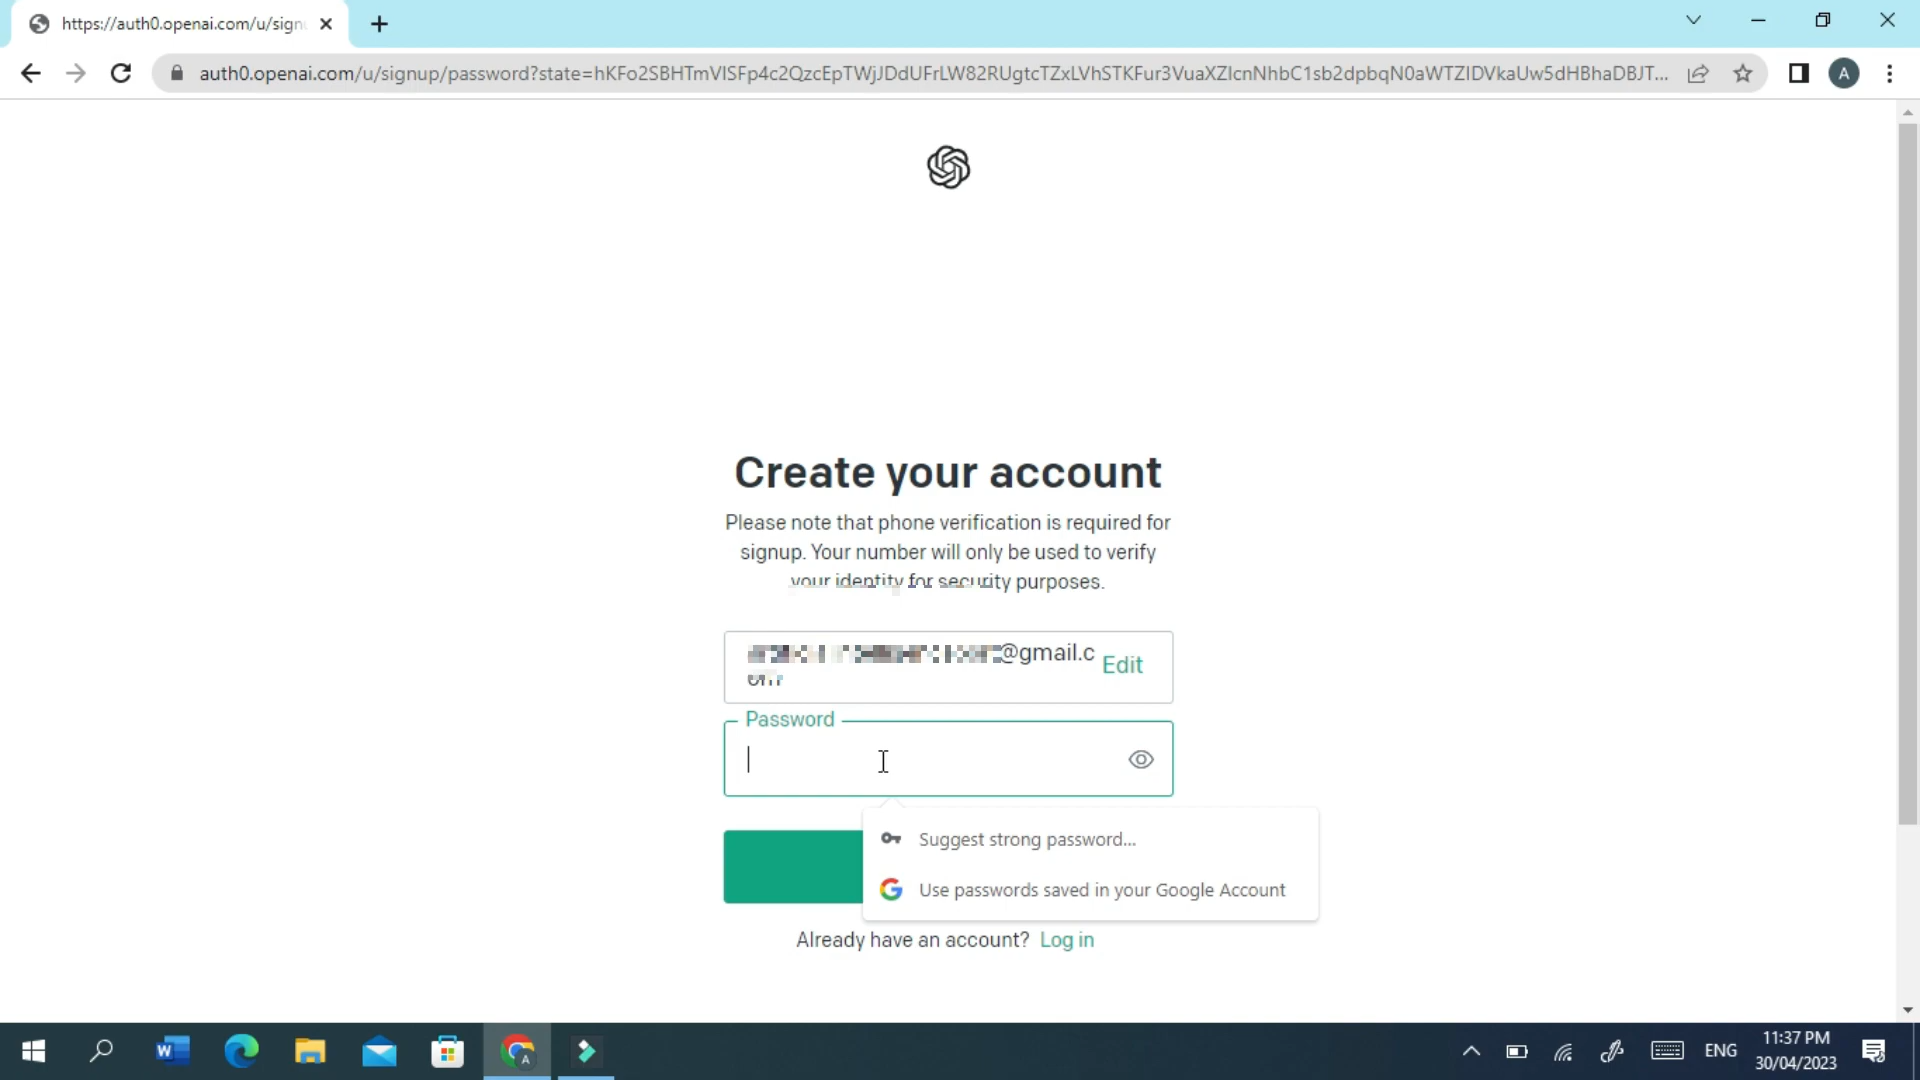 https://auth0.openai.com/u/sign
auth0.openai.com/u/signup/password?state=hKFo2SBHTmVISFp4c2QzcEpTWjJDdUFrLW82RUgtcTZxLVhSTKFur3VuaXZlcnNhbC1sb2dpbqN0aWTZIDVkaUw5dHBhaDBJT...
A
Create your account
Please note that phone verification is required for
signup. Your number will only be used to verify
your identity for security purposes.
@gmail.c
om
Edit
Password
Suggest strong password...
Use passwords saved in your Google Account
Already have an account? Log in
ENG
11:37 PM
30/04/2023